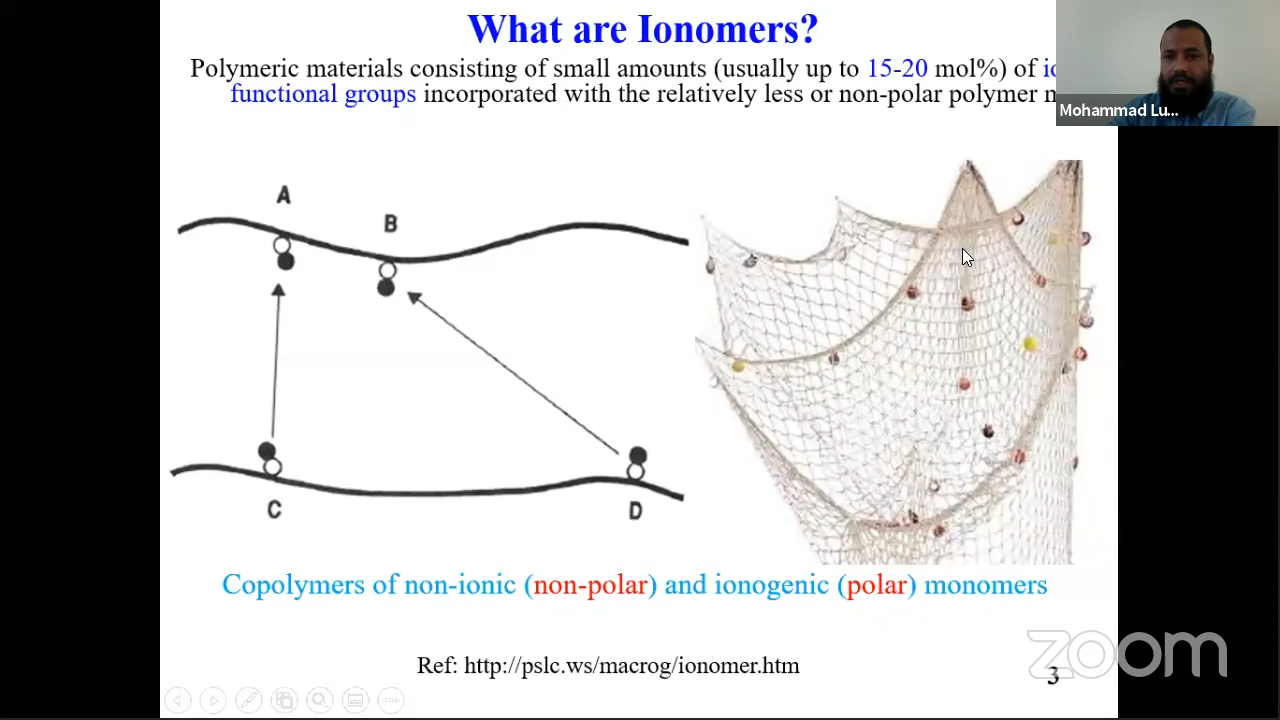 What are Ionomers?
Polymeric materials consisting of small amounts (usually up to 15-20 mol%) of
functional groups incorporated with the relatively less or non-polar polymer
Mohammad Lu...
A
B
C
D
Copolymers of non-ionic (non-polar) and ionogenic (polar) monomers
Ref: http://pslc.ws/macrog/ionomer.htm
zoom
3